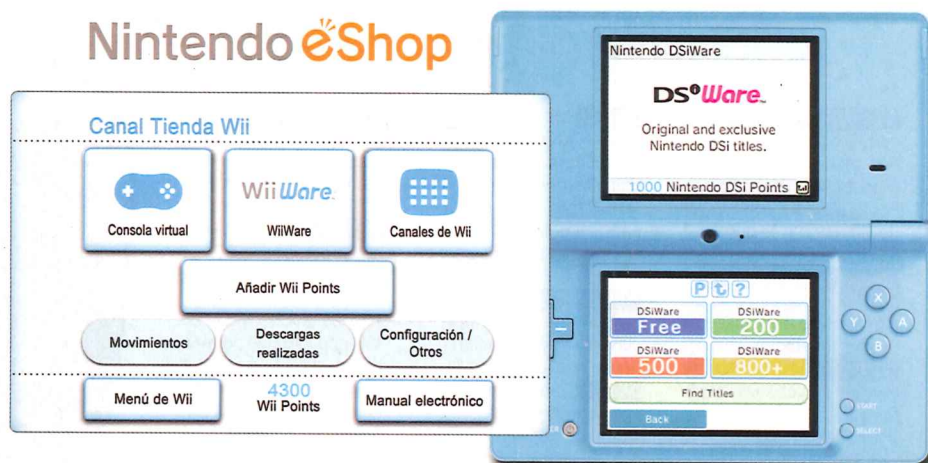 Nintendo eShop
Canal Tienda Wii
Consola virtual
WiiWare™
WiiWare
Canales de Wii
Añadir Wii Points
Movimientos
Descargas
realizadas
Configuración /
Otros
Menú de Wii
4300
Wii Points
Manual electrónico
Nintendo DSiWare
DSiWare™
Original and exclusive
Nintendo DSi titles.
1000 Nintendo DSi Points
P ?
DSiWare
Free
DSiWare
200
DSiWare
500
DSiWare
800+
Find Titles
Back
X
Y
A
B
START
SELECT